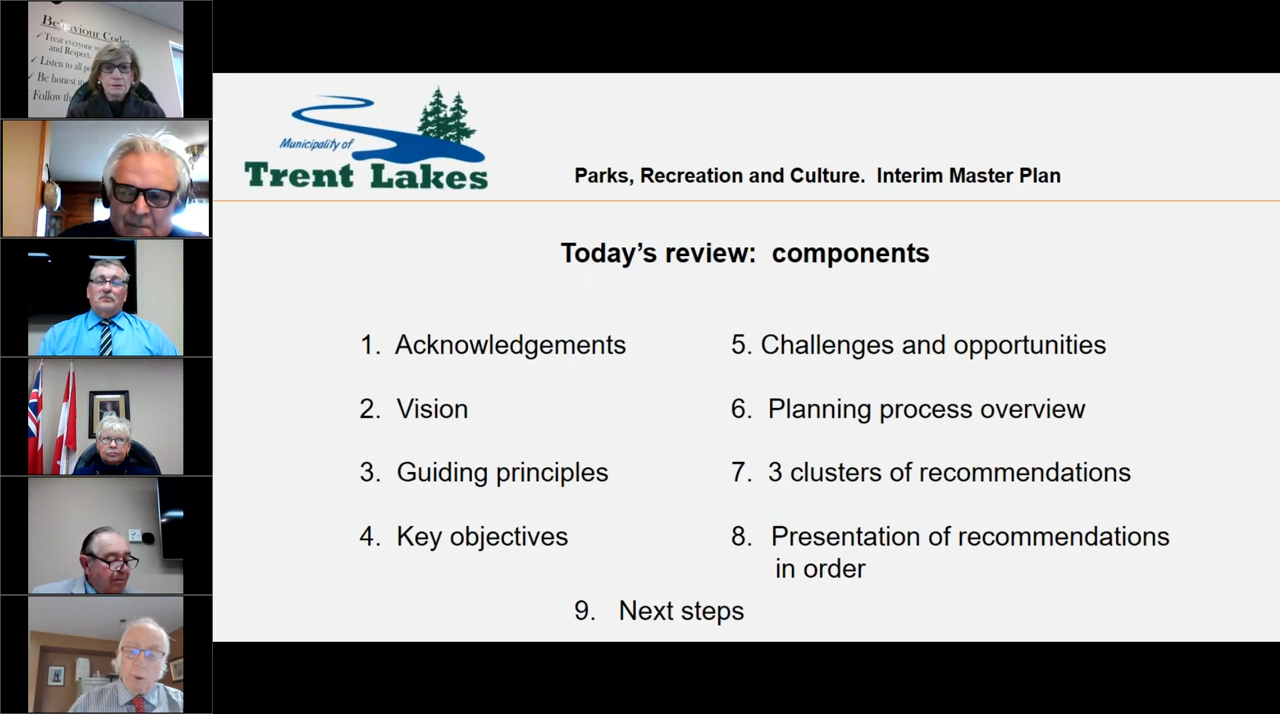 Behaviour Code:
✓ Treat everyone
and Respect.
✓ Listen to all
✓ Be honest
Follow
Municipality of
Trent Lakes
Parks, Recreation and Culture.  Interim Master Plan
Today's review:  components
1.  Acknowledgements
2.  Vision
3.  Guiding principles
4.  Key objectives
5. Challenges and opportunities
6.  Planning process overview
7.  3 clusters of recommendations
8.  Presentation of recommendations
in order
9.  Next steps